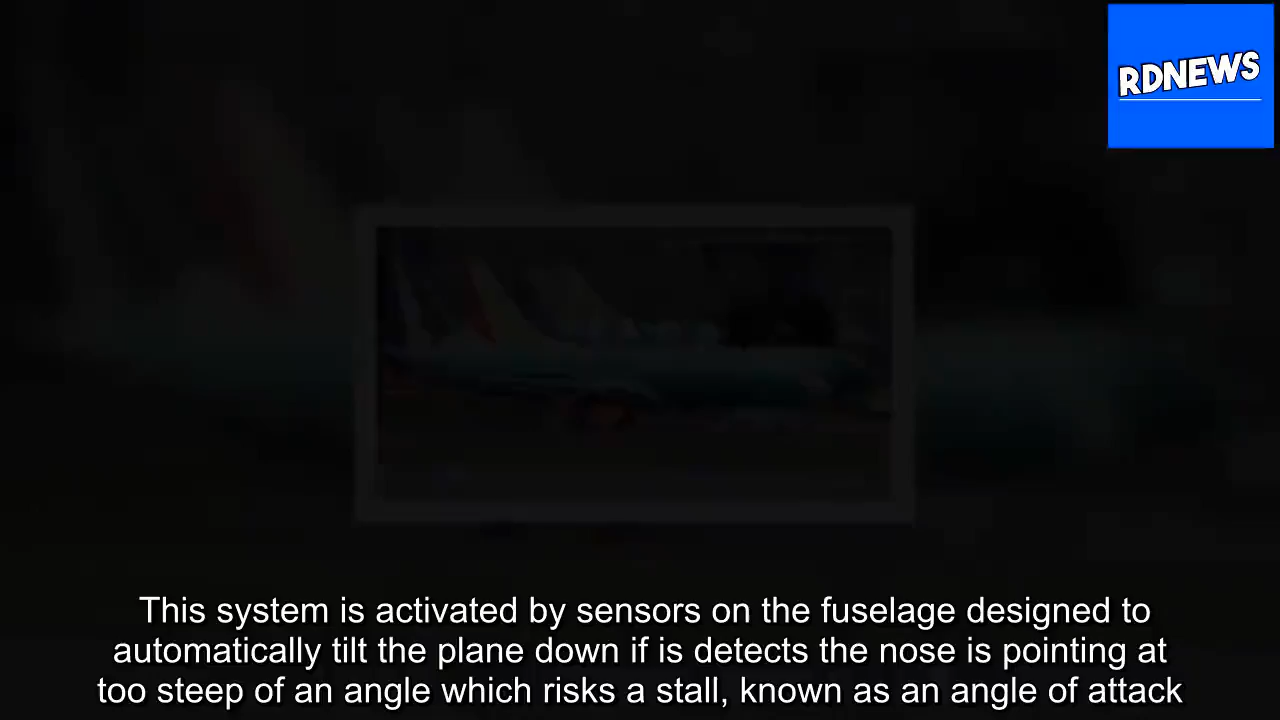 RDNEWS
This system is activated by sensors on the fuselage designed to
automatically tilt the plane down if is detects the nose is pointing at
too steep of an angle which risks a stall, known as an angle of attack